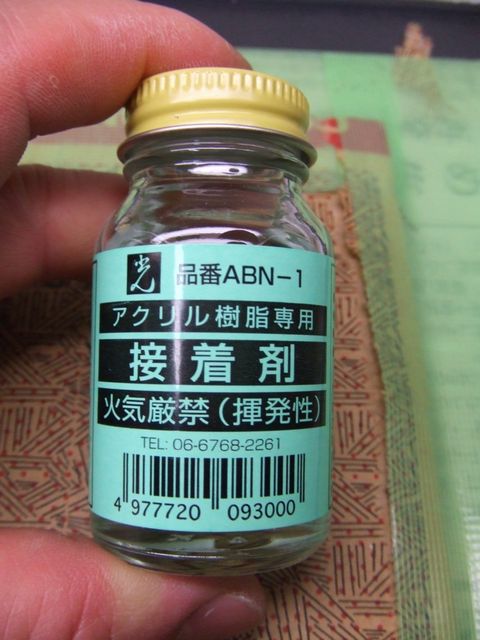 光 品番ABN-1
アクリル樹脂専用
接着剤
火気厳禁(揮発性)
TEL: 06-6768-2261
4 977720 093000